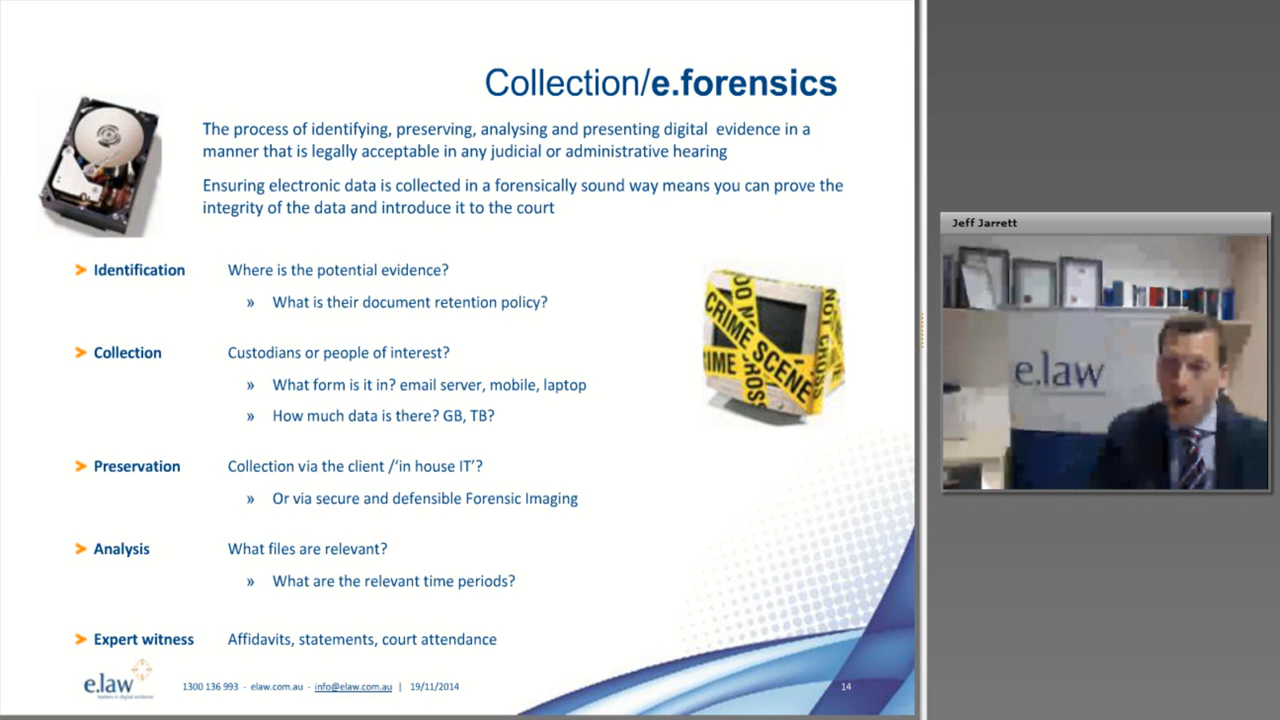 Collection/e.forensics
The process of identifying, preserving, analysing and presenting digital evidence in a
manner that is legally acceptable in any judicial or administrative hearing
Ensuring electronic data is collected in a forensically sound way means you can prove the
integrity of the data and introduce it to the court
Identification Where is the potential evidence?
» What is their document retention policy?
Collection Custodians or people of interest?
» What form is it in? email server, mobile, laptop
» How much data is there? GB, TB?
Preservation Collection via the client /‘in house IT’?
» Or via secure and defensible Forensic Imaging
Analysis What files are relevant?
» What are the relevant time periods?
Expert witness Affidavits, statements, court attendance
e.law
leaders in digital evidence
1300 136 993 - elaw.com.au - info@elaw.com.au | 19/11/2014
14
CRIME SCENE
Jeff Jarrett
e.law